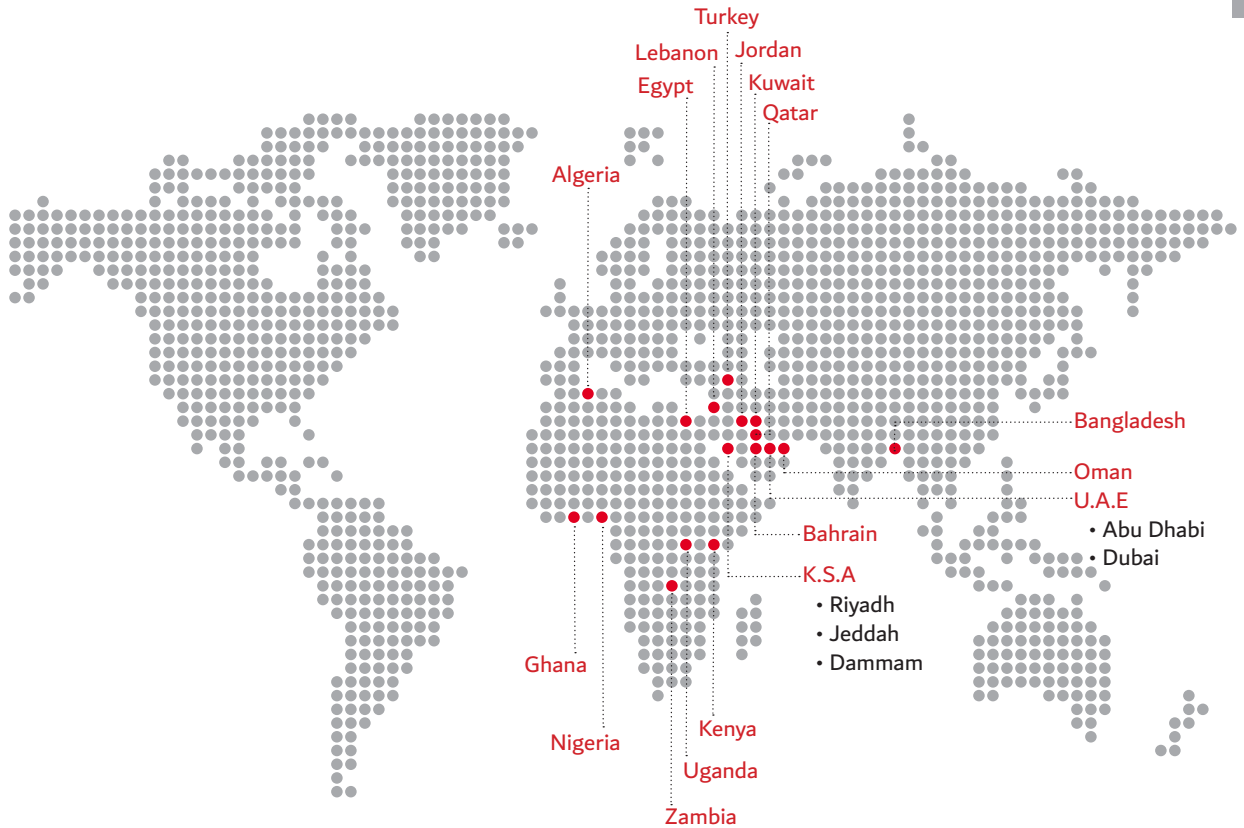 Turkey
Lebanon
Jordan
Egypt
Kuwait
Qatar
Algeria
Bangladesh
Oman
U.A.E
• Abu Dhabi
• Dubai
Bahrain
K.S.A
• Riyadh
• Jeddah
• Dammam
Ghana
Nigeria
Kenya
Uganda
Zambia